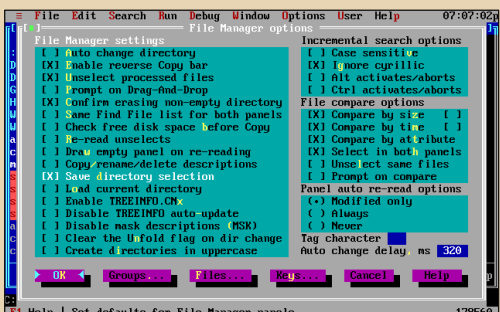 ≡ File Edit Search Run Debug Window Options User Help 07:07:02
File Manager options
File Manager settings
[ ] Auto change directory
[X] Enable reverse Copy bar
[X] Unselect processed files
[ ] Prompt on Drag-And-Drop
[X] Confirm erasing non-empty directory
[ ] Same Find File list for both panels
[ ] Check free disk space before Copy
[ ] Re-read unselects
[ ] Draw empty panel on re-reading
[ ] Copy/rename/delete descriptions
[X] Save directory selection
[ ] Load current directory
[ ] Enable TREEINFO.CNx
[ ] Disable TREEINFO auto-update
[ ] Disable mask descriptions (MSK)
[ ] Clear the Unfold flag on dir change
[ ] Create directories in uppercase
Incremental search options
[ ] Case sensitive
[X] Ignore cyrillic
[ ] Alt activates/aborts
[ ] Ctrl activates/aborts
File compare options
[X] Compare by size [ ]
[X] Compare by time [ ]
[X] Compare by attribute
[X] Select in both panels
[ ] Unselect same files
[ ] Prompt on compare
Panel auto re-read options
(•) Modified only
( ) Always
( ) Never
Tag character
Auto change delay, ms 320
OK Groups... Files... Keys... Cancel Help
F1 Help | Set defaults for File Manager panels 178560